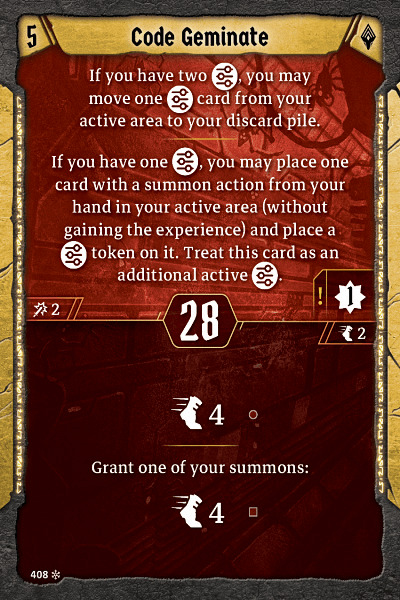 5
Code Geminate
If you have two , you may
move one card from your
active area to your discard pile.
If you have one , you may place one
card with a summon action from your
hand in your active area (without
gaining the experience) and place a
token on it. Treat this card as an
additional active .
! 1
2
28
2
4
Grant one of your summons:
4
408